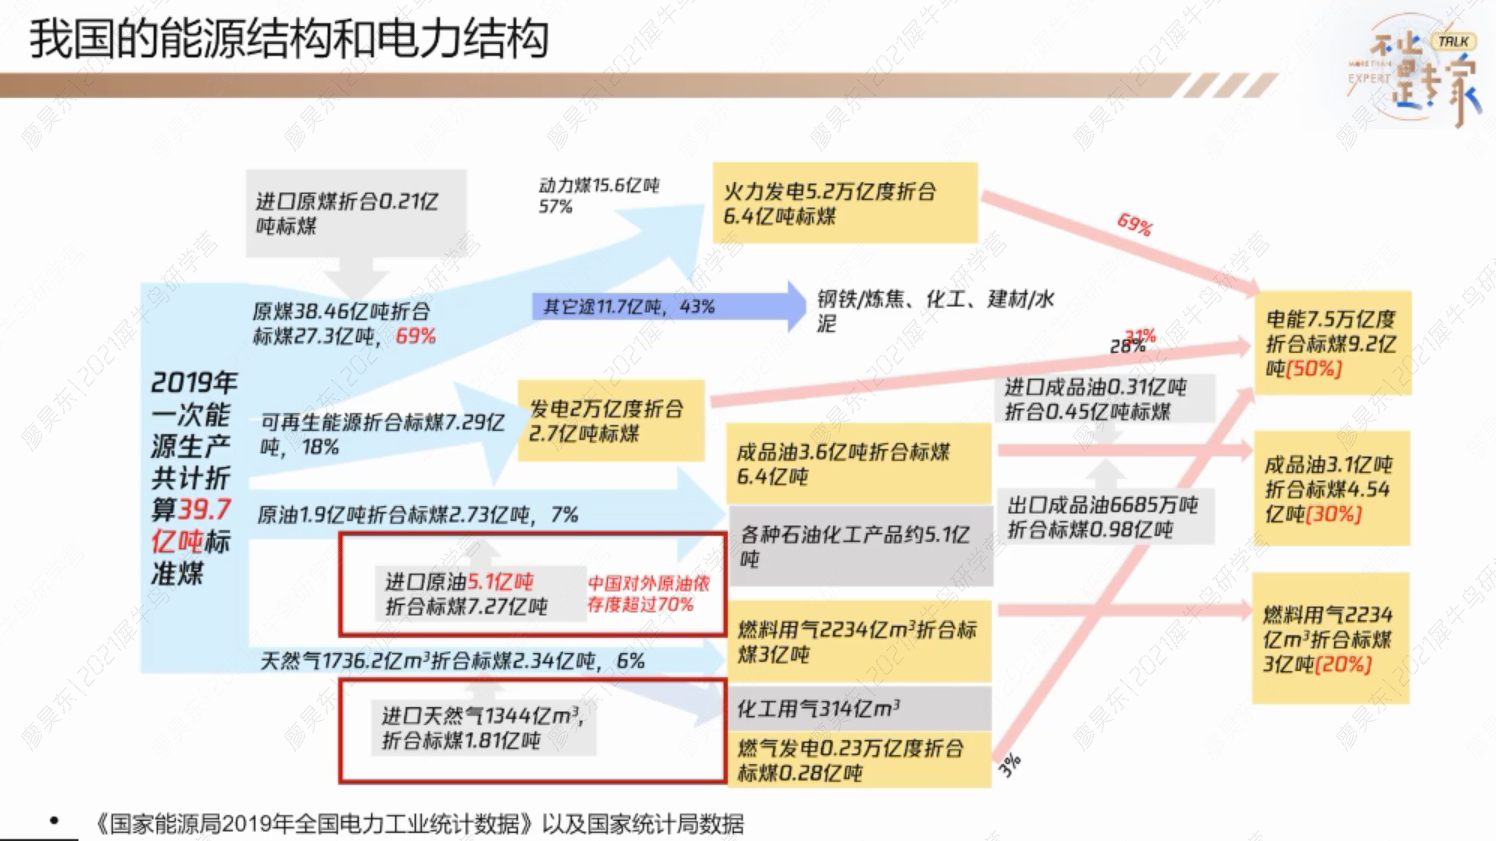 我国的能源结构和电力结构
不止
TALK
MORE THAN
EXPERT
是专家
进口原煤折合0.21亿
吨标煤
动力煤15.6亿吨
57%
火力发电5.2万亿度折合
6.4亿吨标煤
69%
原煤38.46亿吨折合
标煤27.3亿吨，69%
其它途11.7亿吨，43%
钢铁/炼焦、化工、建材/水
泥
31%
28%
电能7.5万亿度
折合标煤9.2亿
吨(50%)
2019年
一次能
源生产
共计折
算39.7
亿吨标
准煤
可再生能源折合标煤7.29亿
吨，18%
发电2万亿度折合
2.7亿吨标煤
进口成品油0.31亿吨
折合0.45亿吨标煤
成品油3.6亿吨折合标煤
6.4亿吨
成品油3.1亿吨
折合标煤4.54
亿吨(30%)
原油1.9亿吨折合标煤2.73亿吨，7%
各种石油化工产品约5.1亿
吨
出口成品油6685万吨
折合标煤0.98亿吨
进口原油5.1亿吨
折合标煤7.27亿吨
中国对外原油依
存度超过70%
燃料用气2234亿m³折合标
煤3亿吨
燃料用气2234
亿m³折合标煤
3亿吨(20%)
天然气1736.2亿m³折合标煤2.34亿吨，6%
进口天然气1344亿m³,
折合标煤1.81亿吨
化工用气314亿m³
燃气发电0.23万亿度折合
标煤0.28亿吨
3%
• 《国家能源局2019年全国电力工业统计数据》以及国家统计局数据
廖昊东|2021犀牛鸟研学营